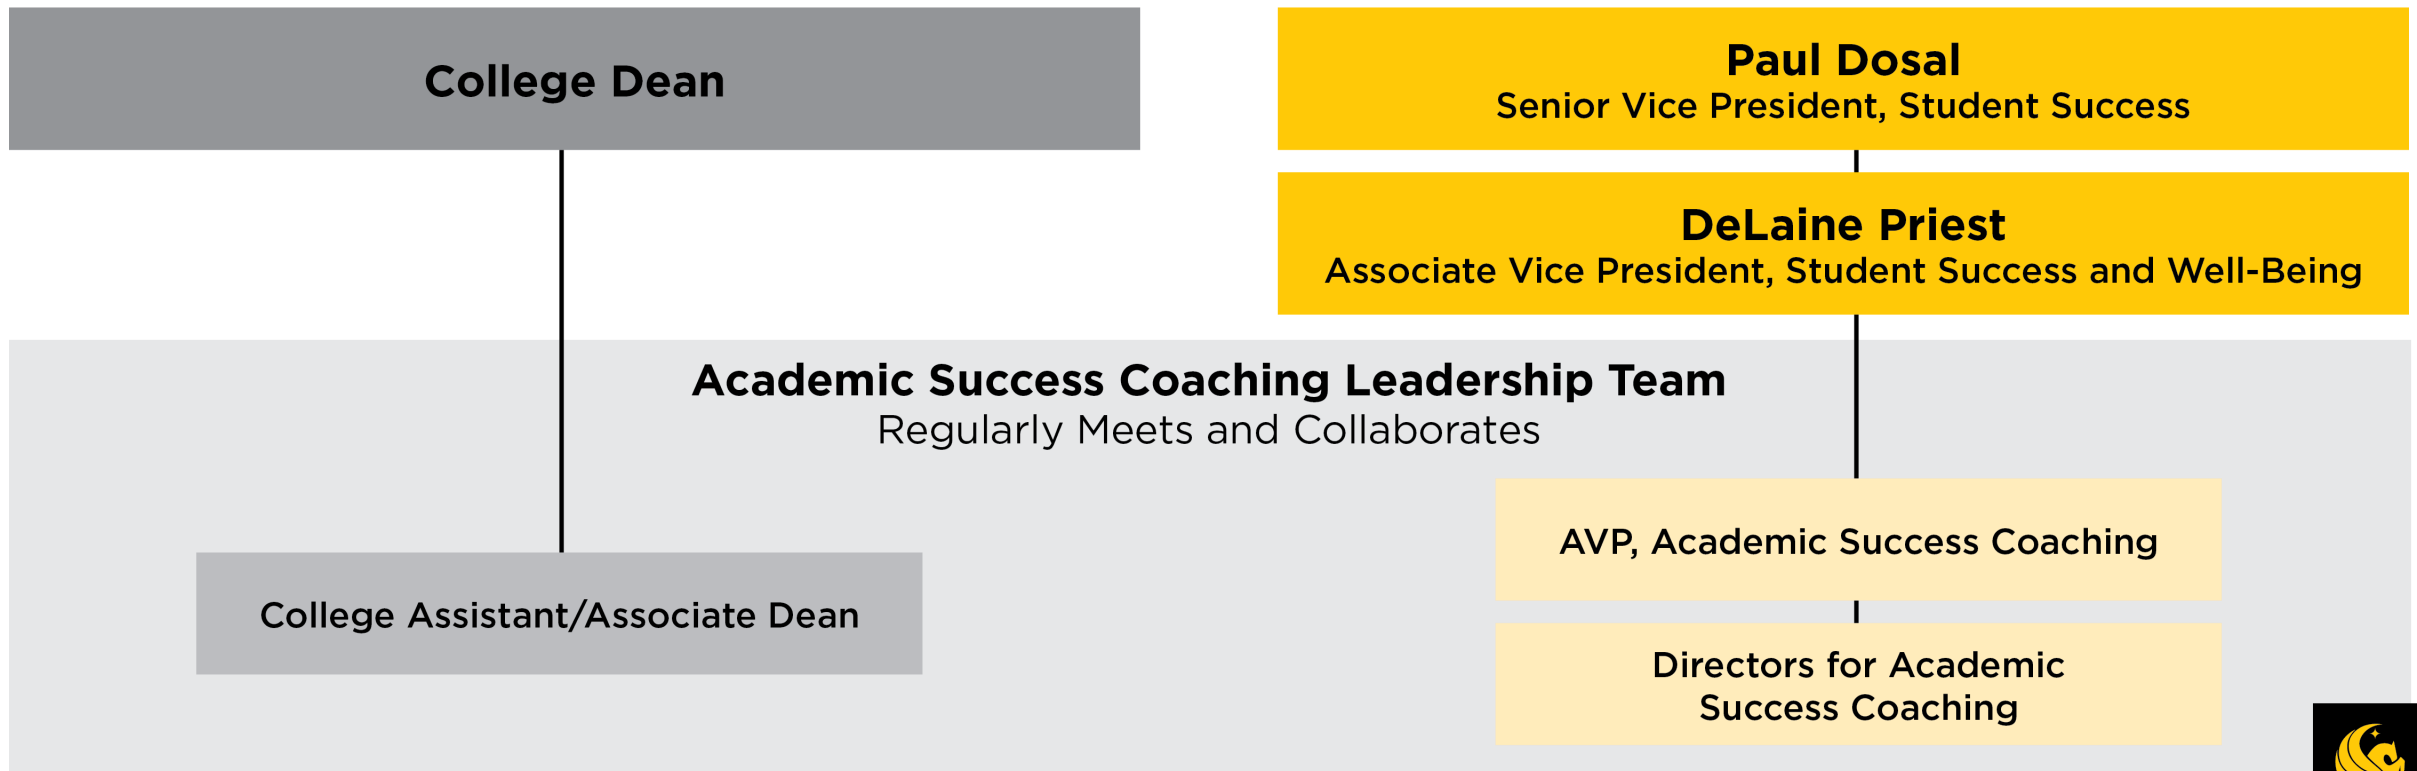 College Dean
Paul Dosal
Senior Vice President, Student Success
DeLaine Priest
Associate Vice President, Student Success and Well-Being
Academic Success Coaching Leadership Team
Regularly Meets and Collaborates
College Assistant/Associate Dean
AVP, Academic Success Coaching
Directors for Academic
Success Coaching